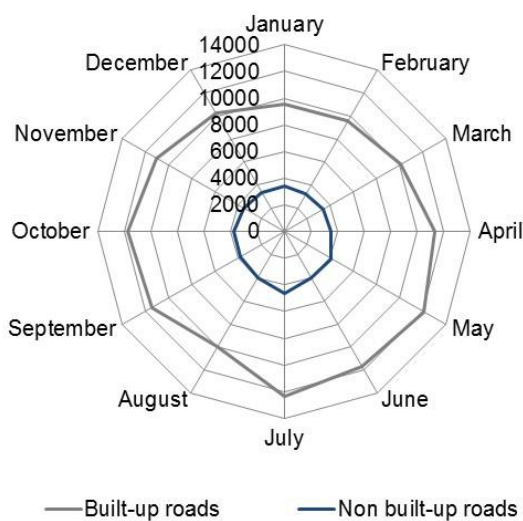 January
14000
December
12000
February
10000
November
8000
March
6000
4000
2000
October
0
April
September
May
August
June
July
Built-up roads
Non built-up roads